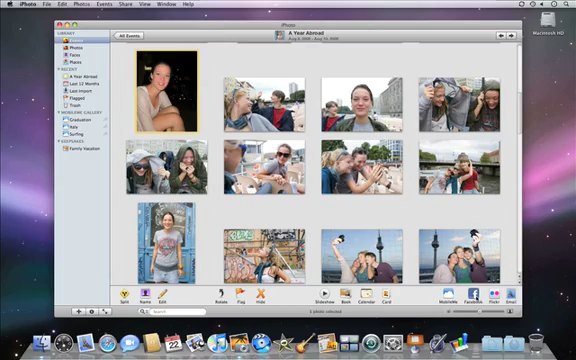 iPhoto File Edit Photos Events Share View Window Help
iPhoto
All Events
A Year Abroad
LIBRARY
Events
Photos
Faces
Places
RECENT
A Year Abroad
Last 12 Months
Last Import
Flagged
Trash
MOBILEME GALLERY
Graduation
Italy
Surfing
KEEPSAKES
Family Vacation
Macintosh HD
Search
Split Name Edit Rotate Flag Hide Slideshow Book Calendar Card MobileMe Facebook Flickr Email